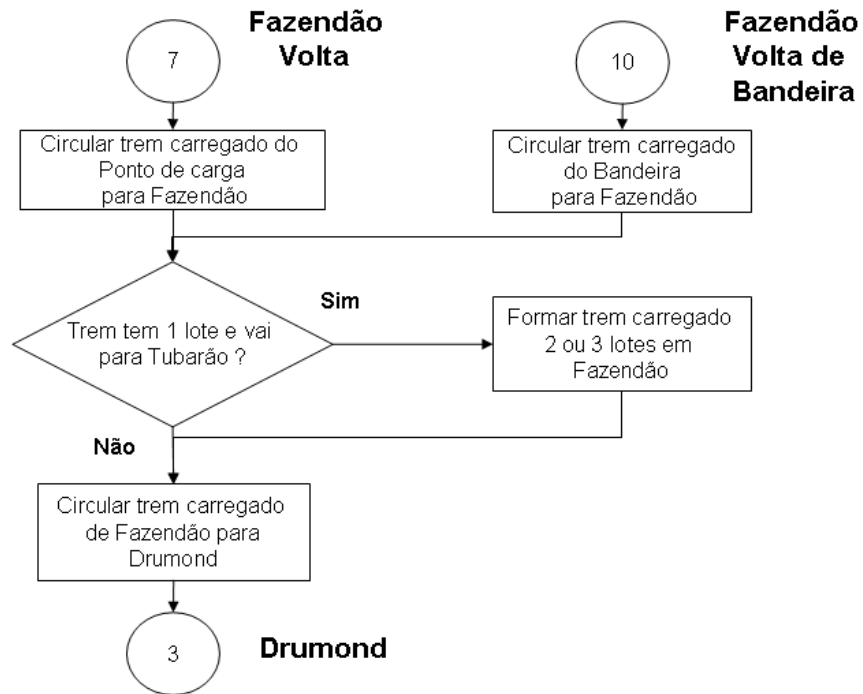 Fazendão
Volta
7
Fazendão
Volta de
Bandeira
10
Circular trem carregado do
Ponto de carga
para Fazendão
Circular trem carregado
do Bandeira
para Fazendão
Trem tem 1 lote e vai
para Tubarão ?
Sim
Formar trem carregado
2 ou 3 lotes em
Fazendão
Não
Circular trem carregado
de Fazendão para
Drumond
3
Drumond